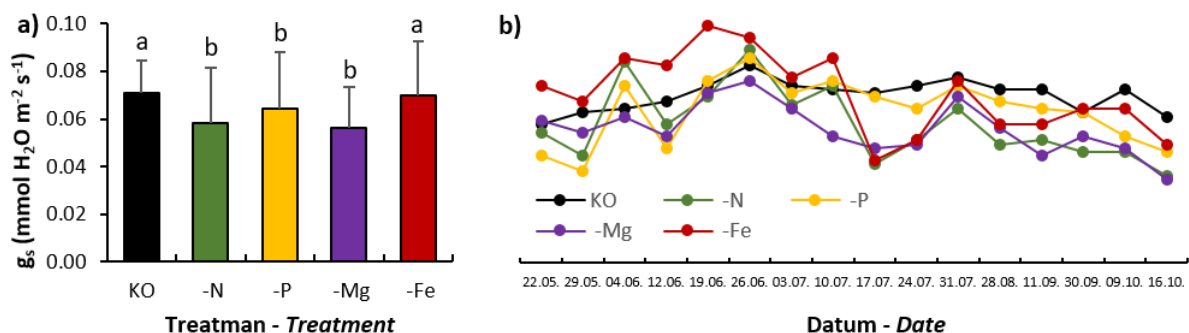 a)
g_s (mmol H₂O m⁻² s⁻¹)
0.10
0.08
0.06
0.04
0.02
0.00
a
b
b
b
a
KO
-N
-P
-Mg
-Fe
Treatman - Treatment
b)
KO -N -P
-Mg -Fe
22.05. 29.05. 04.06. 12.06. 19.06. 26.06. 03.07. 10.07. 17.07. 24.07. 31.07. 28.08. 11.09. 30.09. 09.10. 16.10.
Datum - Date